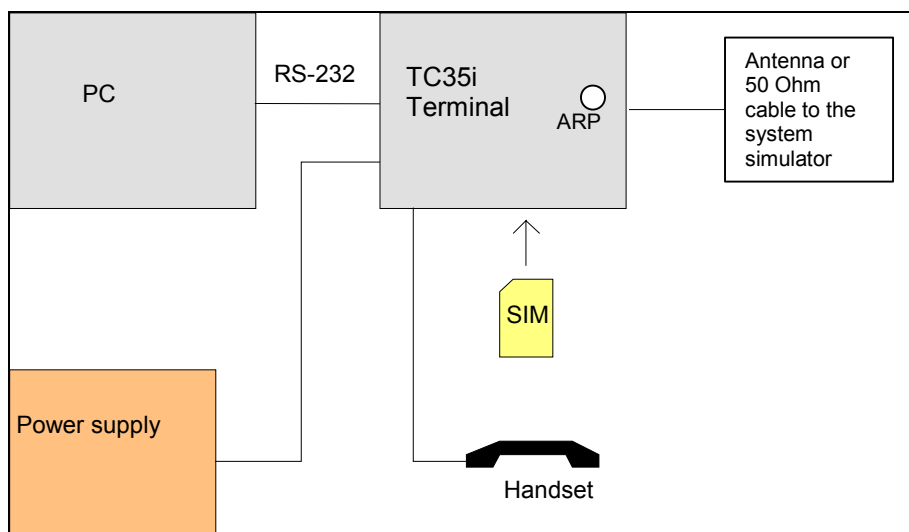 PC
RS-232
TC35i
Terminal
ARP
Antenna or
50 Ohm
cable to the
system
simulator
SIM
Power supply
Handset